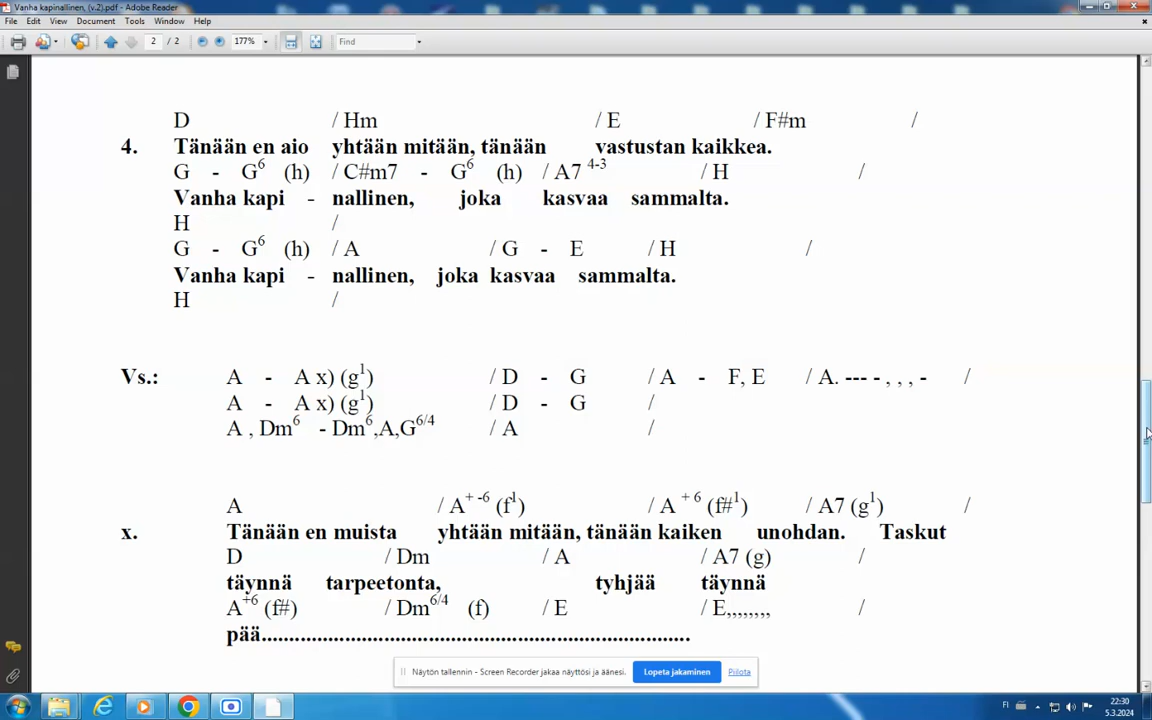 Vanha kapinallinen, (v.2).pdf - Adobe Reader
File Edit View Document Tools Window Help
2 / 2 177% Find
D / Hm / E / F#m /
4. Tänään en aio yhtään mitään, tänään vastustan kaikkea.
G - G6 (h) / C#m7 - G6 (h) / A7 4-3 / H /
Vanha kapi - nallinen, joka kasvaa sammalta.
H /
G - G6 (h) / A / G - E / H /
Vanha kapi - nallinen, joka kasvaa sammalta.
H /
Vs.: A - A x) (g1) / D - G / A - F, E / A. --- - , , , - /
A - A x) (g1) / D - G /
A , Dm6 - Dm6,A,G6/4 / A /
A / A+ -6 (f1) / A + 6 (f#1) / A7 (g1) /
x. Tänään en muista yhtään mitään, tänään kaiken unohdan. Taskut
D / Dm / A / A7 (g) /
täynnä tarpeetonta, tyhjää täynnä
A+6 (f#) / Dm6/4 (f) / E / E,,,,,,,, /
pää.............................................................................
Näytön tallennin - Screen Recorder jakaa näyttösi ja äänesi. Lopeta jakaminen Piilota
FI 22:30
5.3.2024